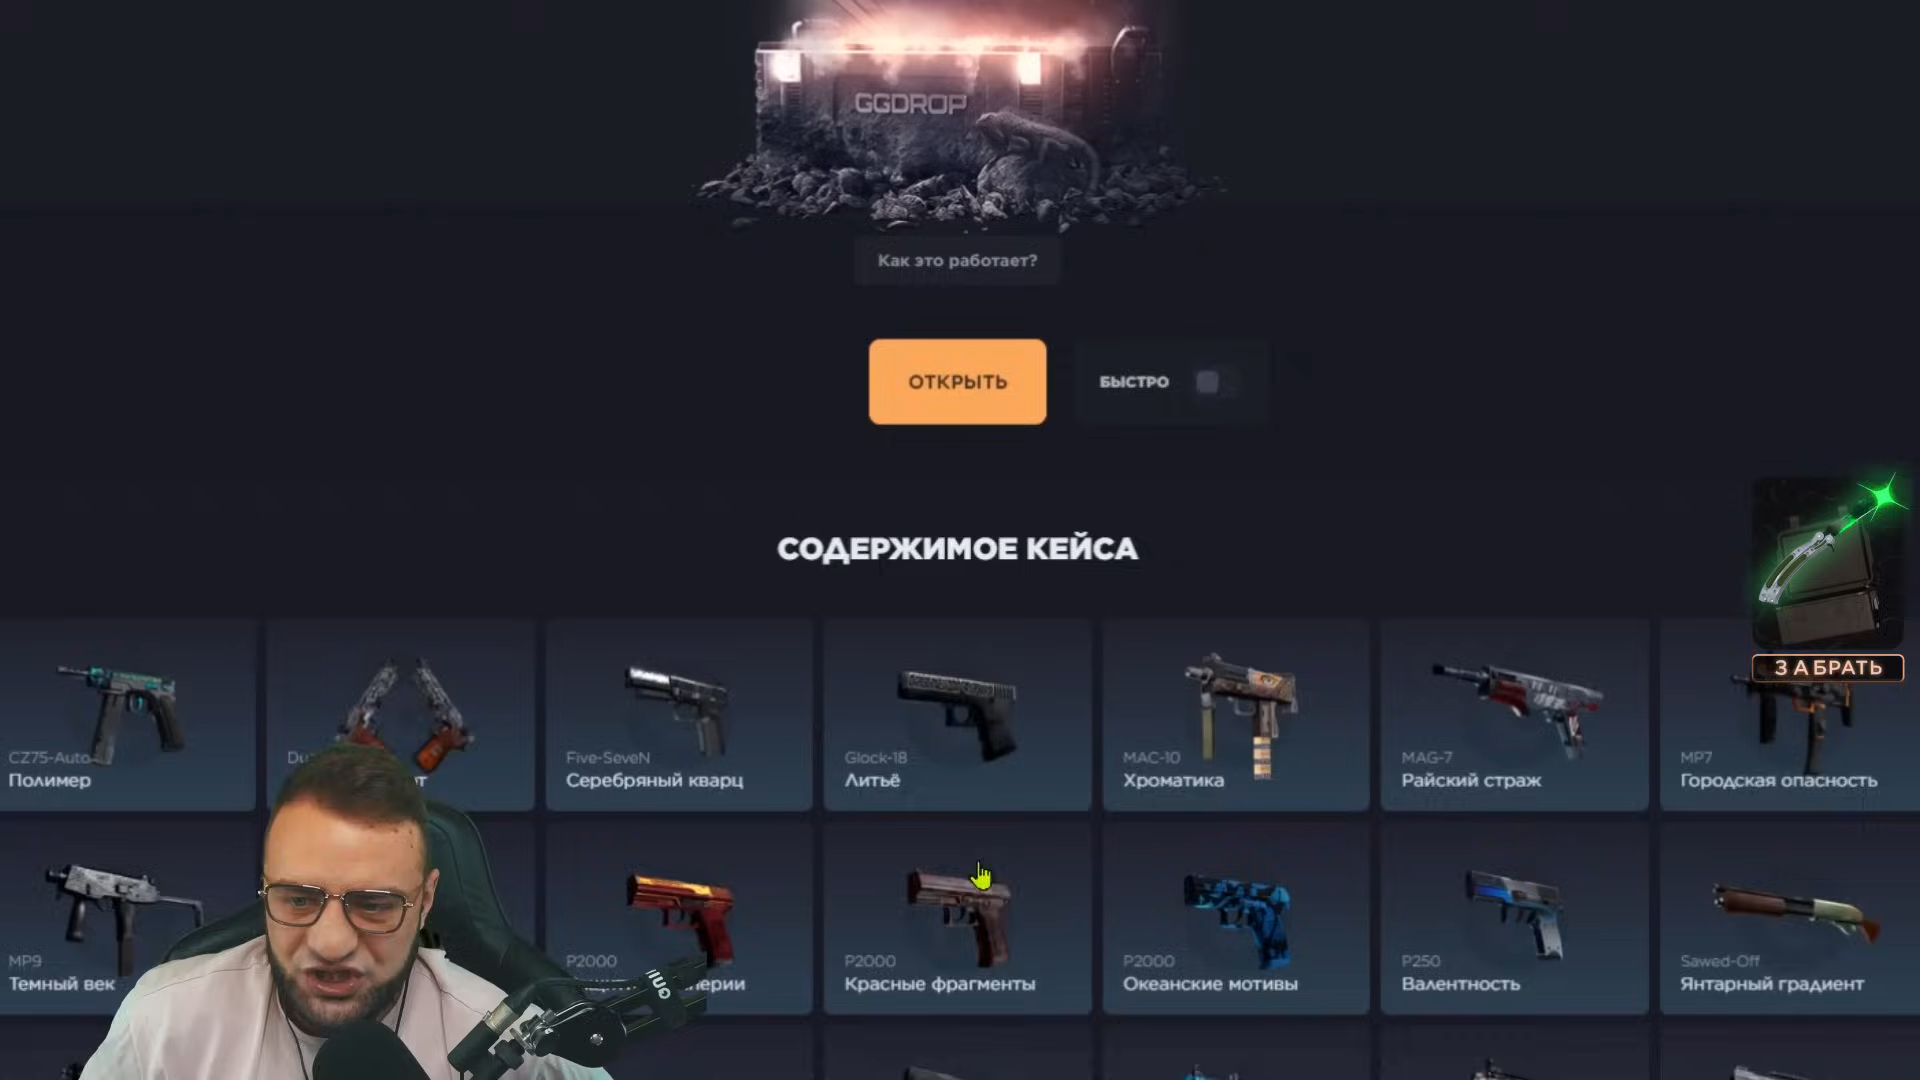 GGDROP
Как это работает?
ОТКРЫТЬ
БЫСТРО
СОДЕРЖИМОЕ КЕЙСА
ЗАБРАТЬ
CZ75-Auto
Полимер
Five-SeveN
Серебряный кварц
Glock-18
Литьё
MAC-10
Хроматика
MAG-7
Райский страж
MP7
Городская опасность
MP9
Темный век
P2000
P2000
Красные фрагменты
P2000
Океанские мотивы
P250
Валентность
Sawed-Off
Янтарный градиент